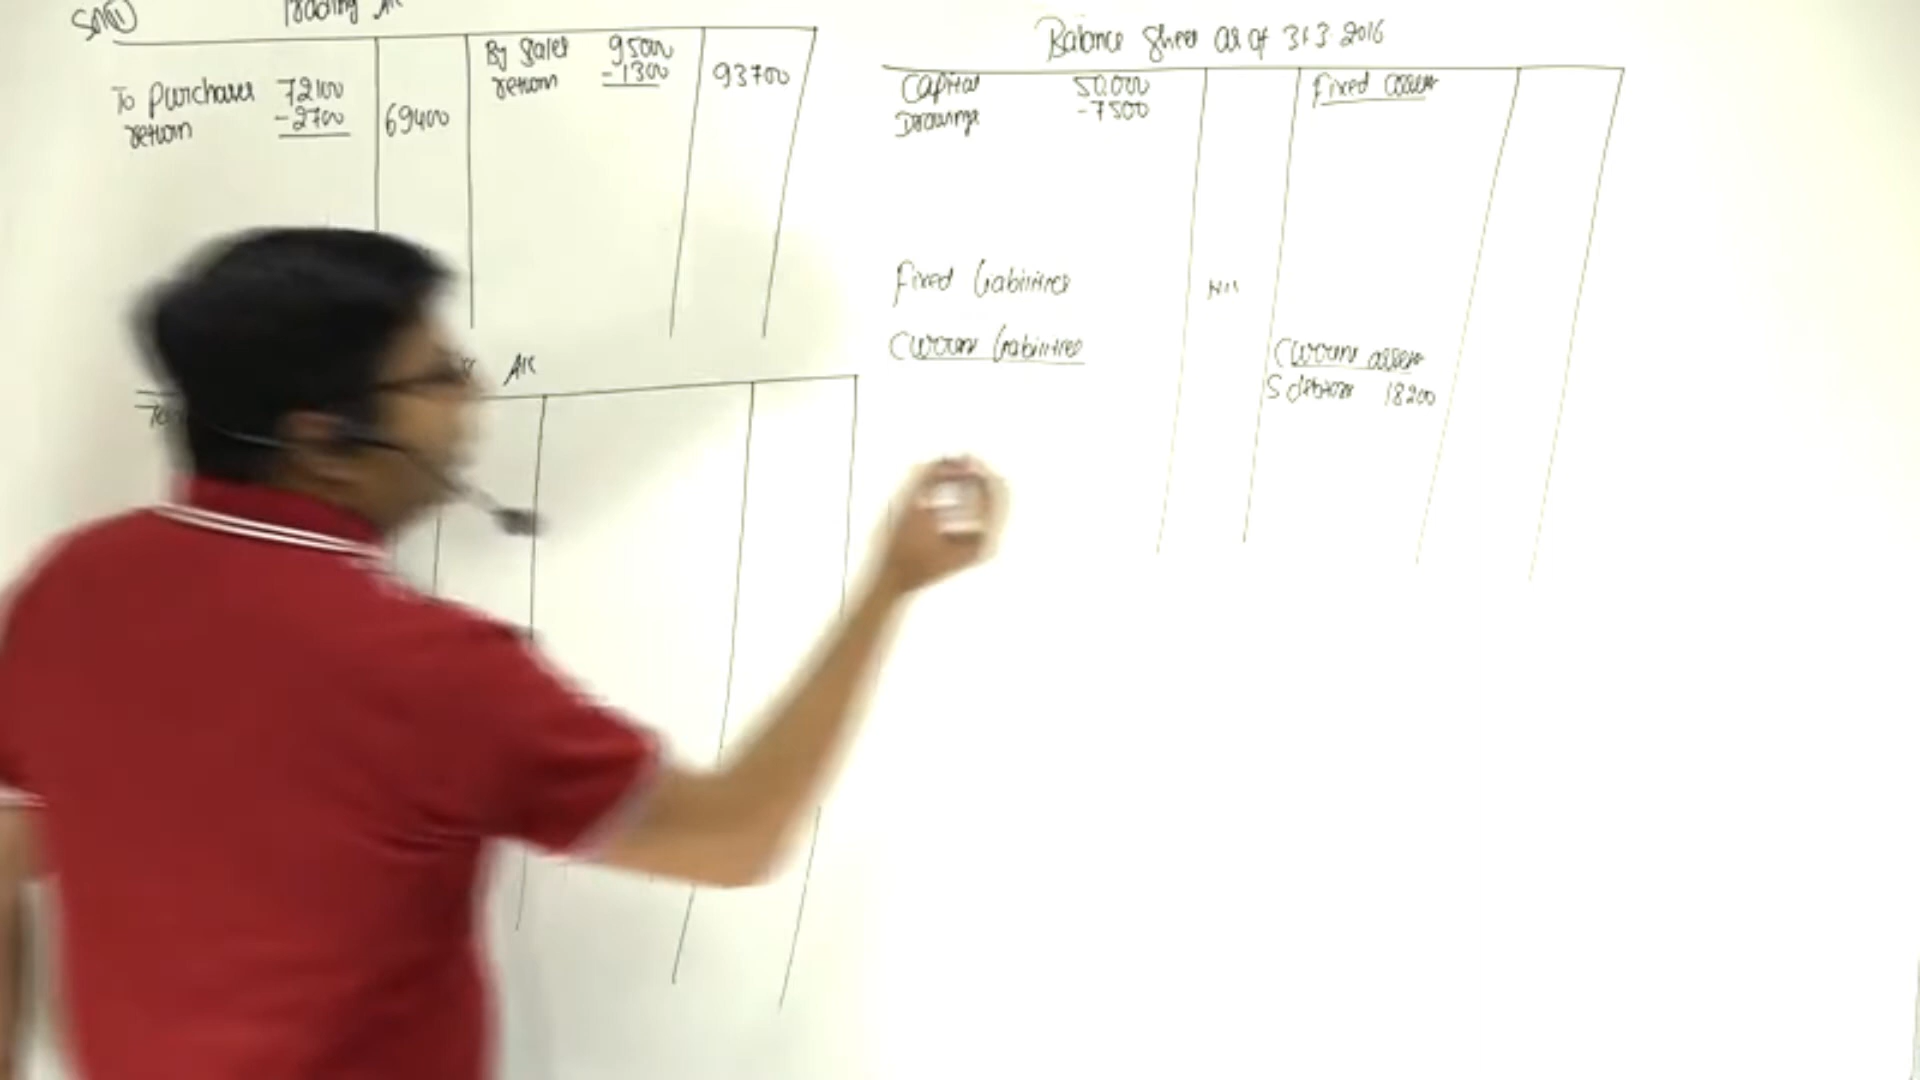 Trading A/c
To purchases 72100
return -2700 69400
By Sales 95000
return -1300 93700
A/c
To
Balance Sheet as of 31.3.2016
Capital 50,000
Drawings -7500
Fixed liabilities Nil
Current liabilities
Fixed assets
Current assets
S debtors 18200